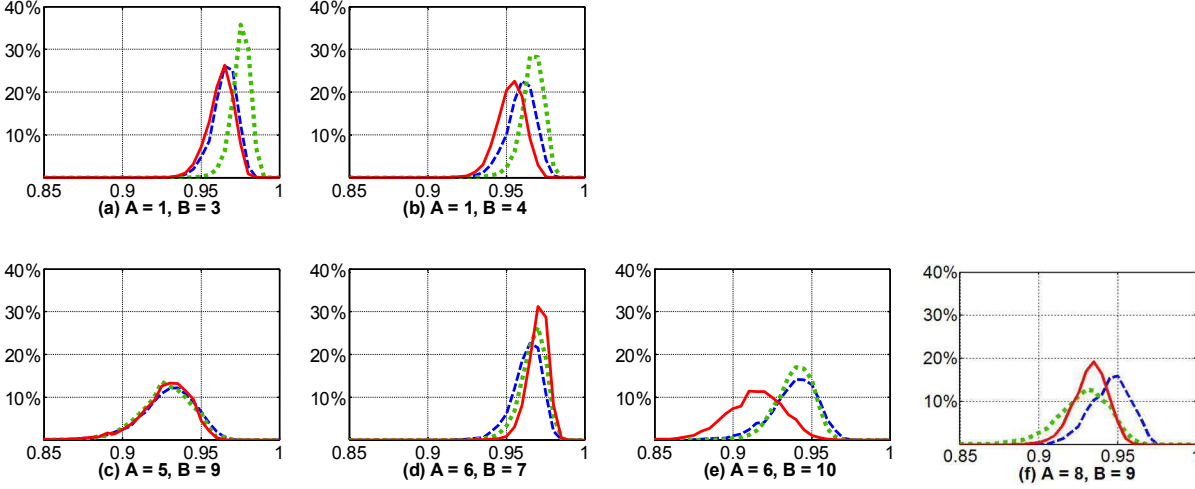 40%
30%
20%
10%
0.85 0.9 0.95 1
(a) A = 1, B = 3
40%
30%
20%
10%
0.85 0.9 0.95 1
(b) A = 1, B = 4
40%
30%
20%
10%
0.85 0.9 0.95 1
(c) A = 5, B = 9
40%
30%
20%
10%
0.85 0.9 0.95 1
(d) A = 6, B = 7
40%
30%
20%
10%
0.85 0.9 0.95 1
(e) A = 6, B = 10
40%
30%
20%
10%
0.85 0.9 0.95 1
(f) A = 8, B = 9